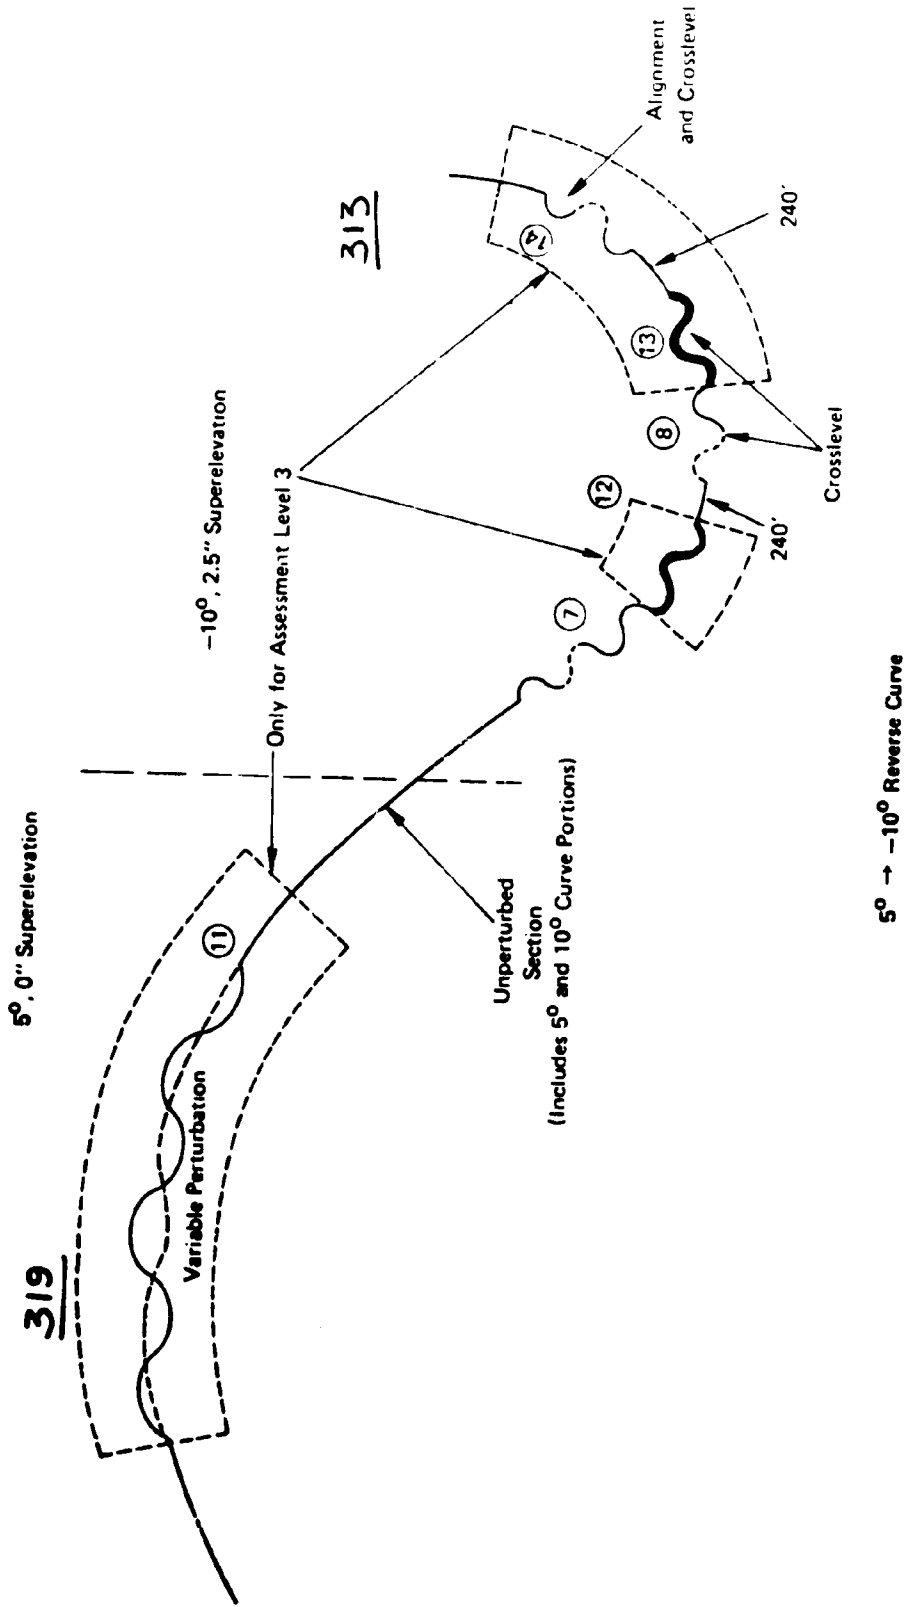 319
5°, 0" Superelevation
-10°, 2.5" Superelevation
313
Only for Assessment Level 3
11
Variable Perturbation
Unperturbed
Section
(Includes 5° and 10° Curve Portions)
7
12
8
13
14
Alignment
and Crosslevel
240'
240'
Crosslevel
5° → -10° Reverse Curve